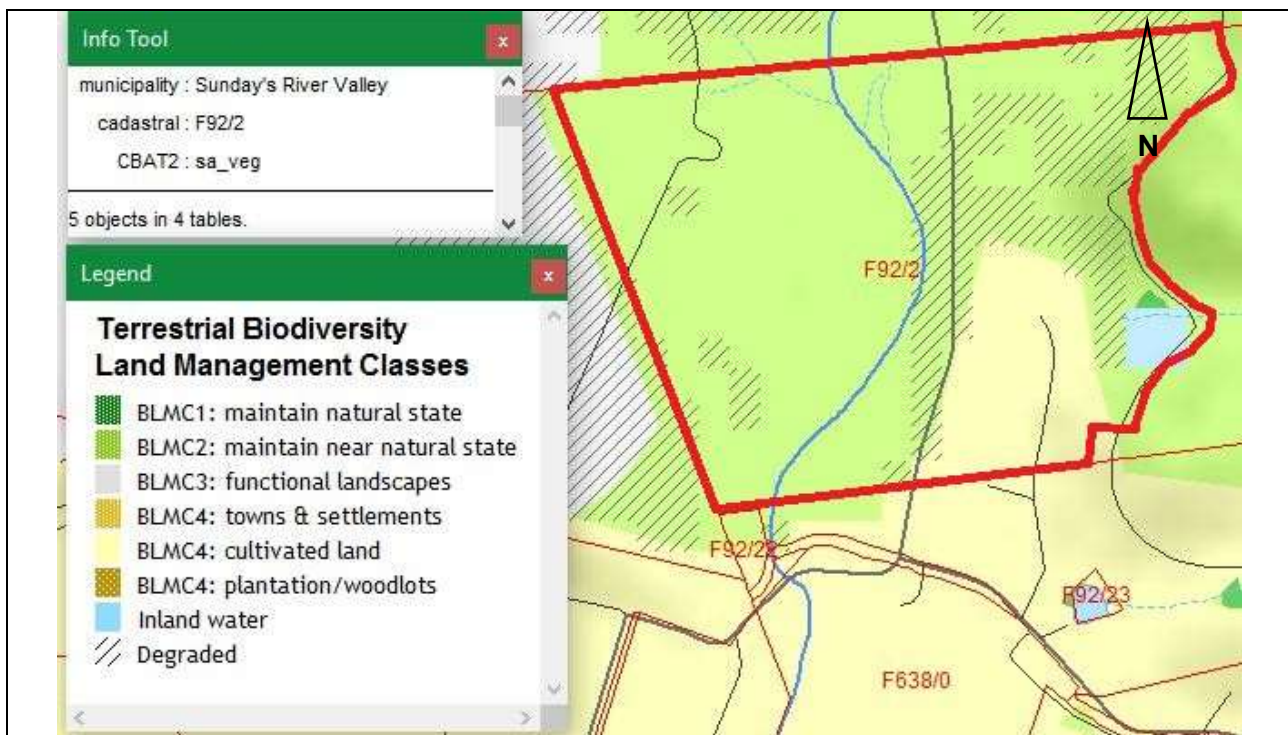 Info Tool
x
municipality : Sunday's River Valley
cadastral : F92/2
CBAT2 : sa_veg
5 objects in 4 tables.
Legend
x
Terrestrial Biodiversity
Land Management Classes
BLMC1: maintain natural state
BLMC2: maintain near natural state
BLMC3: functional landscapes
BLMC4: towns & settlements
BLMC4: cultivated land
BLMC4: plantation/woodlots
Inland water
Degraded
N
F92/2
F92/22
F92/23
F638/0